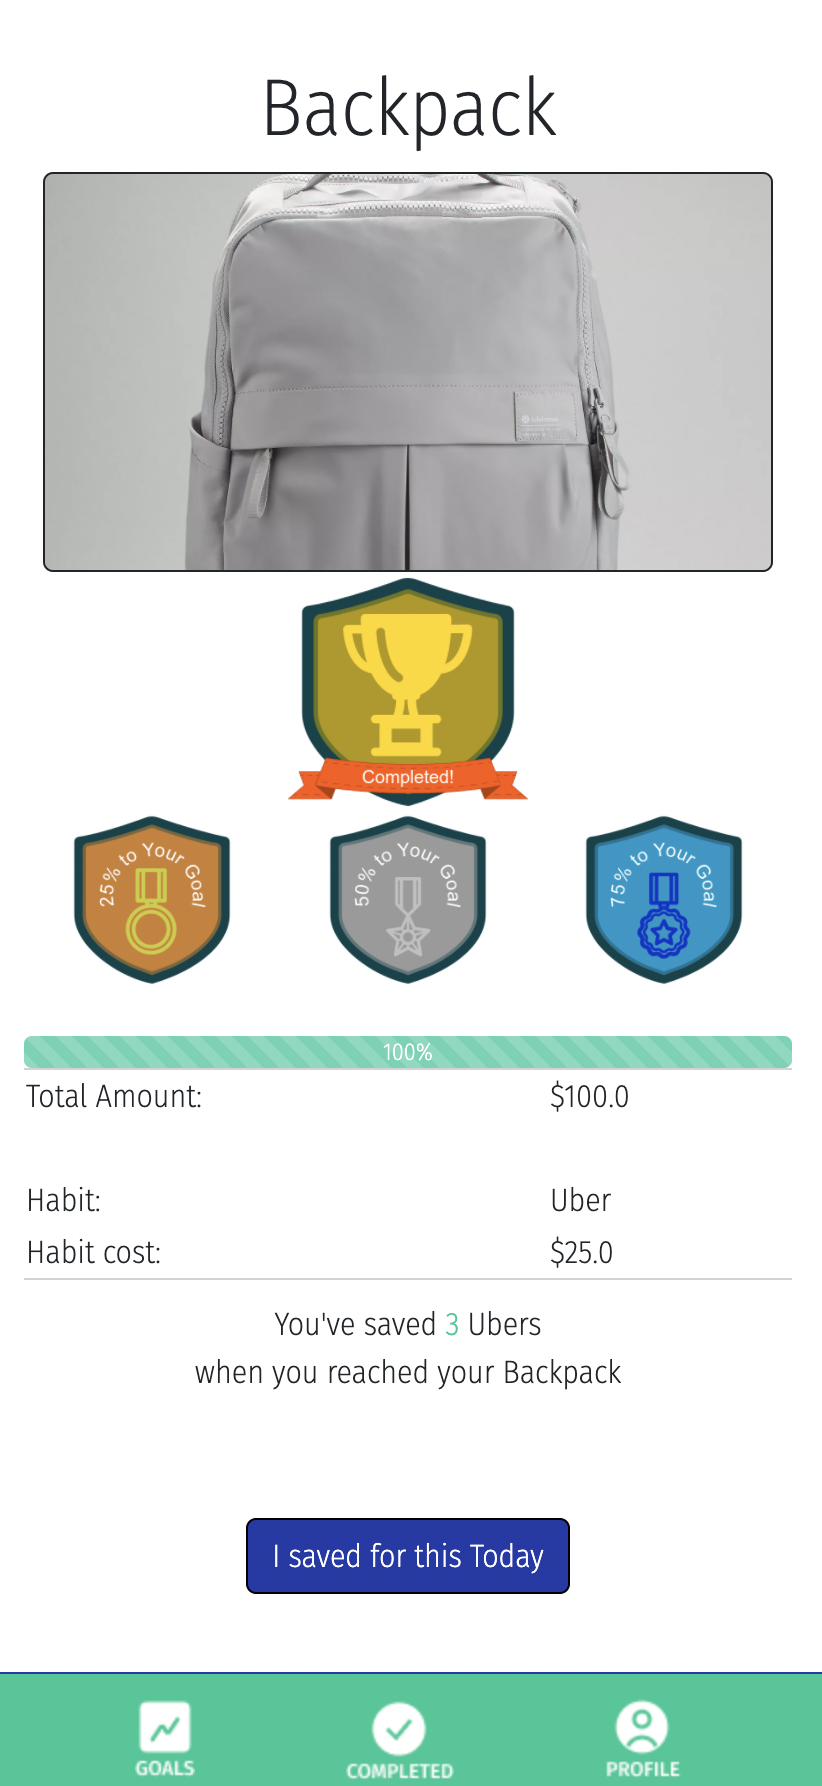 Backpack
lululemon
Completed!
25% to Your Goal
50% to Your Goal
75% to Your Goal
100%
Total Amount: $100.0
Habit: Uber
Habit cost: $25.0
You've saved 3 Ubers
when you reached your Backpack
I saved for this Today
GOALS COMPLETED PROFILE